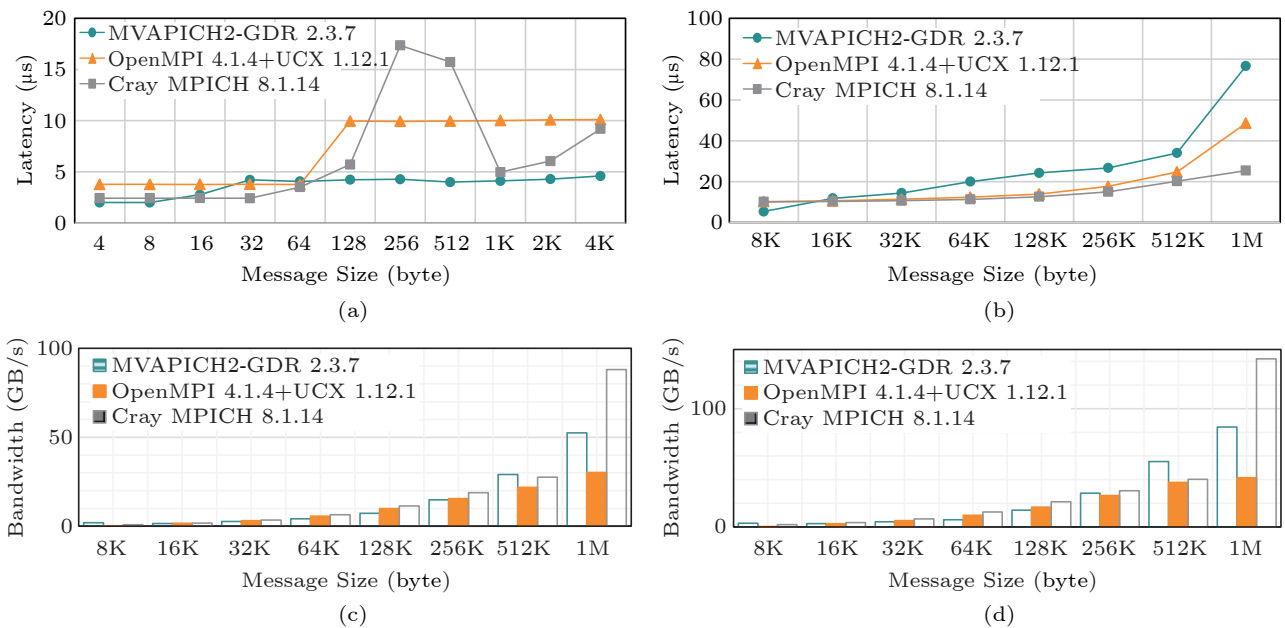 20
15
10
5
0
Latency (μs)
MVAPICH2-GDR 2.3.7
OpenMPI 4.1.4+UCX 1.12.1
Cray MPICH 8.1.14
4 8 16 32 64 128 256 512 1K 2K 4K
Message Size (byte)
(a)
100
80
60
40
20
0
Latency (μs)
MVAPICH2-GDR 2.3.7
OpenMPI 4.1.4+UCX 1.12.1
Cray MPICH 8.1.14
8K 16K 32K 64K 128K 256K 512K 1M
Message Size (byte)
(b)
100
50
0
Bandwidth (GB/s)
MVAPICH2-GDR 2.3.7
OpenMPI 4.1.4+UCX 1.12.1
Cray MPICH 8.1.14
8K 16K 32K 64K 128K 256K 512K 1M
Message Size (byte)
(c)
100
0
Bandwidth (GB/s)
MVAPICH2-GDR 2.3.7
OpenMPI 4.1.4+UCX 1.12.1
Cray MPICH 8.1.14
8K 16K 32K 64K 128K 256K 512K 1M
Message Size (byte)
(d)